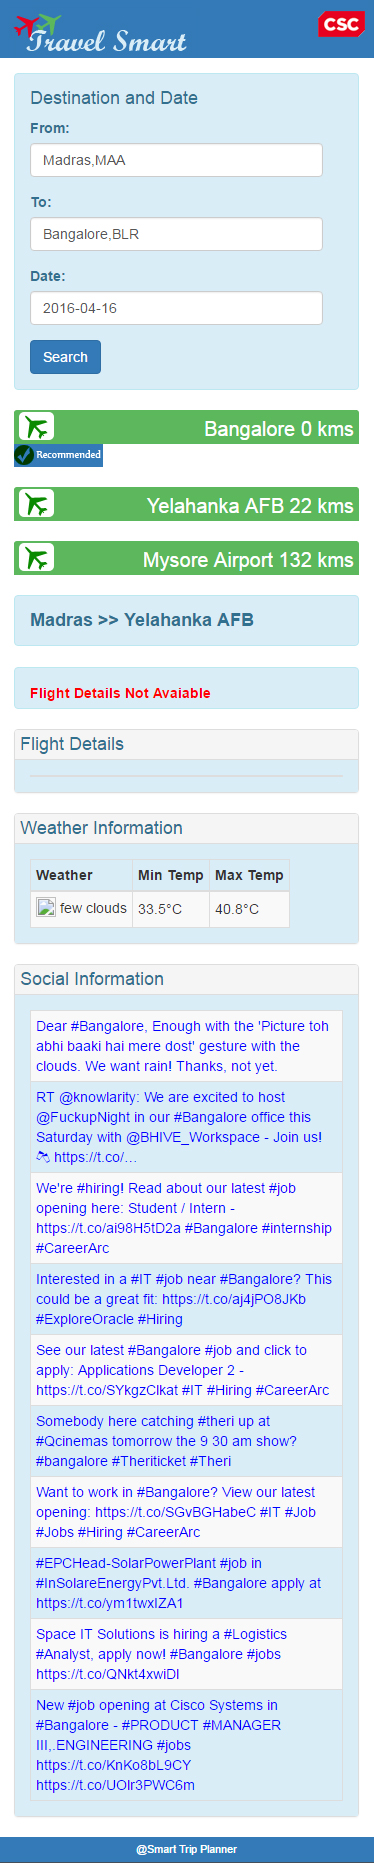 Travel Smart
CSC
Destination and Date
From:
Madras,MAA
To:
Bangalore,BLR
Date:
2016-04-16
Search
Bangalore 0 kms
Recommended
Yelahanka AFB 22 kms
Mysore Airport 132 kms
Madras >> Yelahanka AFB
Flight Details Not Avaiable
Flight Details
Weather Information
Weather Min Temp Max Temp
few clouds 33.5°C 40.8°C
Social Information
Dear #Bangalore, Enough with the 'Picture toh
abhi baaki hai mere dost' gesture with the
clouds. We want rain! Thanks, not yet.
RT @knowlarity: We are excited to host
@FuckupNight in our #Bangalore office this
Saturday with @BHIVE_Workspace - Join us!
https://t.co/…
We're #hiring! Read about our latest #job
opening here: Student / Intern -
https://t.co/ai98H5tD2a #Bangalore #internship
#CareerArc
Interested in a #IT #job near #Bangalore? This
could be a great fit: https://t.co/aj4jPO8JKb
#ExploreOracle #Hiring
See our latest #Bangalore #job and click to
apply: Applications Developer 2 -
https://t.co/SYkgzClkat #IT #Hiring #CareerArc
Somebody here catching #theri up at
#Qcinemas tomorrow the 9 30 am show?
#bangalore #Theriticket #Theri
Want to work in #Bangalore? View our latest
opening: https://t.co/SGvBGHabeC #IT #Job
#Jobs #Hiring #CareerArc
#EPCHead-SolarPowerPlant #job in
#InSolareEnergyPvt.Ltd. #Bangalore apply at
https://t.co/ym1twxIZA1
Space IT Solutions is hiring a #Logistics
#Analyst, apply now! #Bangalore #jobs
https://t.co/QNkt4xwiDl
New #job opening at Cisco Systems in
#Bangalore - #PRODUCT #MANAGER
III,.ENGINEERING #jobs
https://t.co/KnKo8bL9CY
https://t.co/UOIr3PWC6m
@Smart Trip Planner